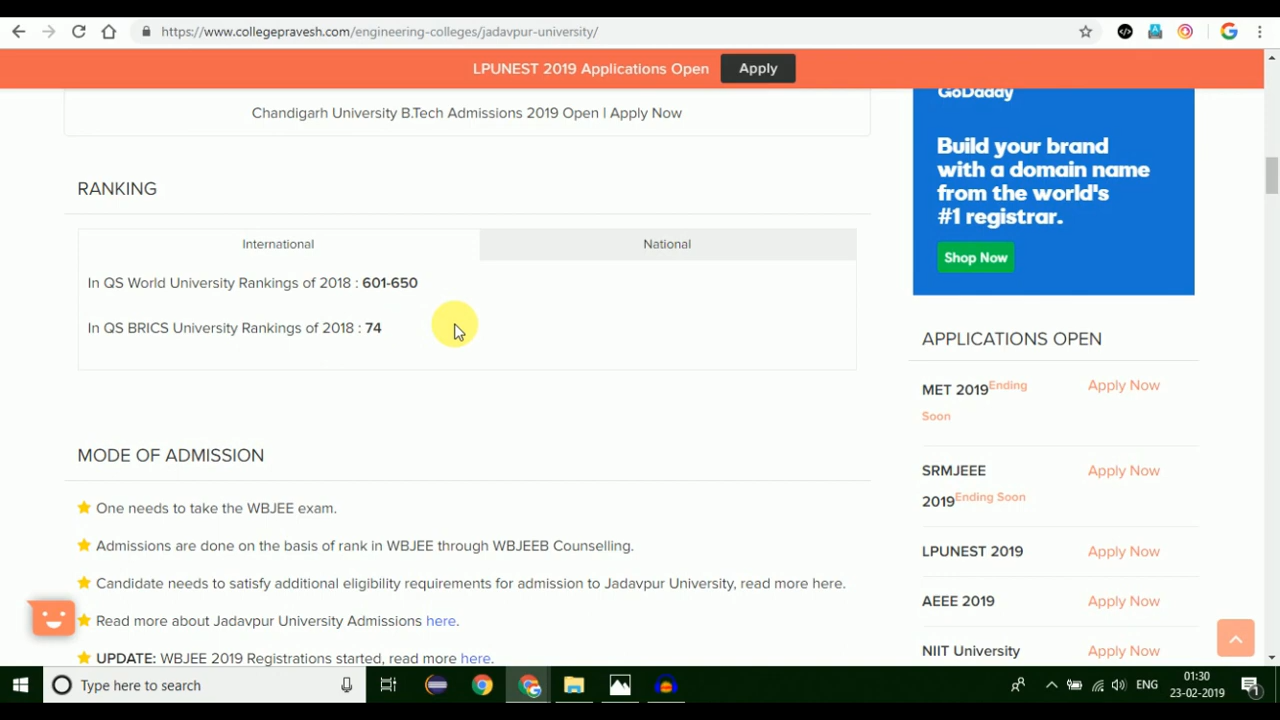 https://www.collegepravesh.com/engineering-colleges/jadavpur-university/
LPUNEST 2019 Applications Open Apply
Chandigarh University B.Tech Admissions 2019 Open | Apply Now
RANKING
International National
In QS World University Rankings of 2018 : 601-650
In QS BRICS University Rankings of 2018 : 74
MODE OF ADMISSION
One needs to take the WBJEE exam.
Admissions are done on the basis of rank in WBJEE through WBJEEB Counselling.
Candidate needs to satisfy additional eligibility requirements for admission to Jadavpur University, read more here.
Read more about Jadavpur University Admissions here.
UPDATE: WBJEE 2019 Registrations started, read more here.
GoDaddy
Build your brand
with a domain name
from the world's
#1 registrar.
Shop Now
APPLICATIONS OPEN
MET 2019 Ending Apply Now
Soon
SRMJEEE Apply Now
2019 Ending Soon
LPUNEST 2019 Apply Now
AEEE 2019 Apply Now
NIIT University Apply Now
Type here to search
ENG
01:30
23-02-2019
1